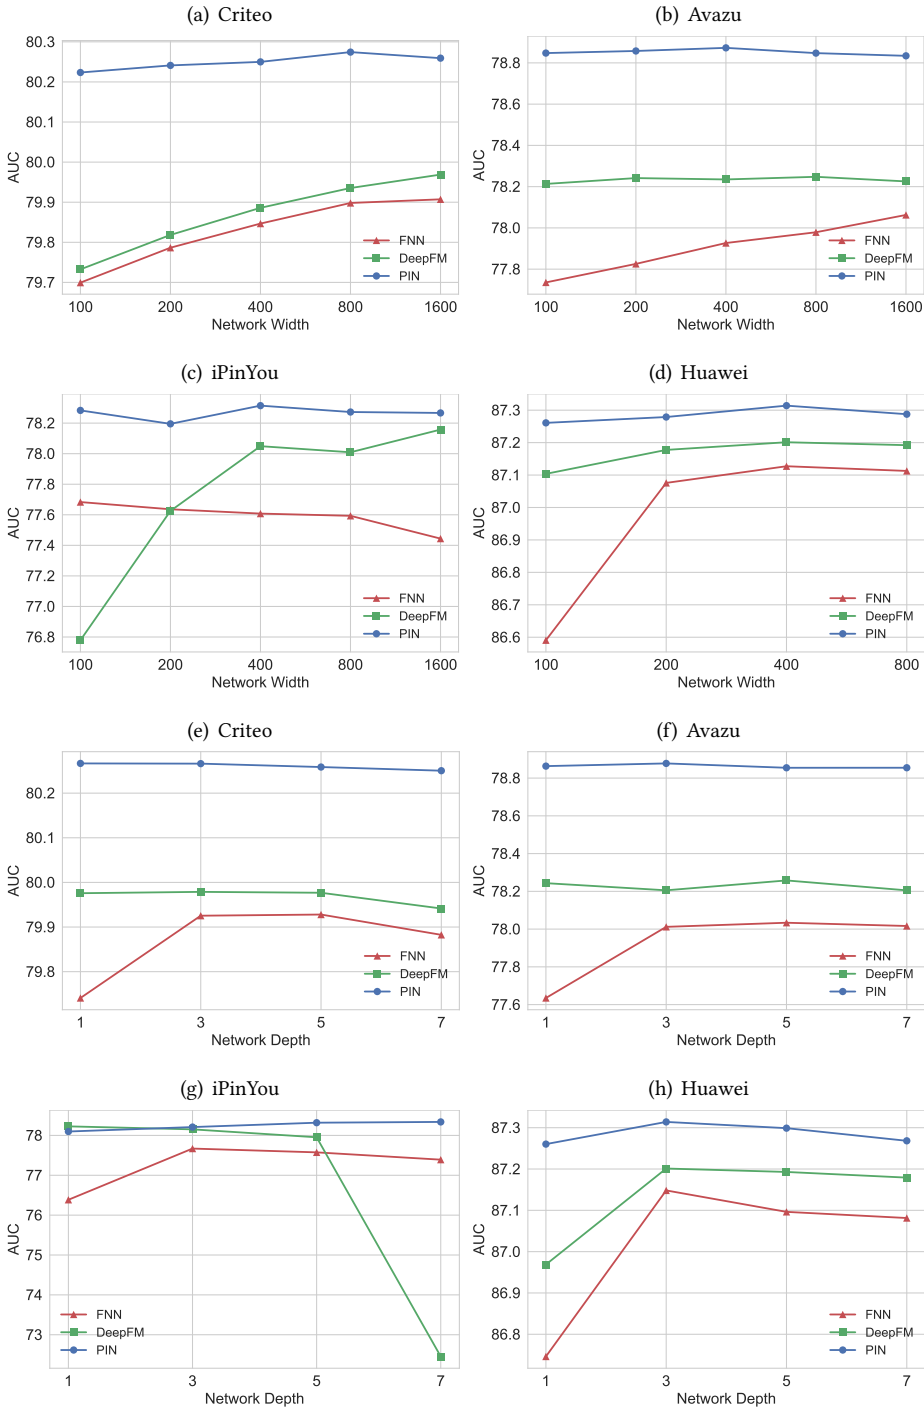 (a) Criteo
80.3
80.2
80.1
80.0
79.9
79.8
79.7
AUC
FNN
DeepFM
PIN
100 200 400 800 1600
Network Width
(b) Avazu
78.8
78.6
78.4
78.2
78.0
77.8
AUC
FNN
DeepFM
PIN
100 200 400 800 1600
Network Width
(c) iPinYou
78.2
78.0
77.8
77.6
77.4
77.2
77.0
76.8
AUC
FNN
DeepFM
PIN
100 200 400 800 1600
Network Width
(d) Huawei
87.3
87.2
87.1
87.0
86.9
86.8
86.7
86.6
AUC
FNN
DeepFM
PIN
100 200 400 800
Network Width
(e) Criteo
80.2
80.1
80.0
79.9
79.8
AUC
FNN
DeepFM
PIN
1 3 5 7
Network Depth
(f) Avazu
78.8
78.6
78.4
78.2
78.0
77.8
77.6
AUC
FNN
DeepFM
PIN
1 3 5 7
Network Depth
(g) iPinYou
78
77
76
75
74
73
AUC
FNN
DeepFM
PIN
1 3 5 7
Network Depth
(h) Huawei
87.3
87.2
87.1
87.0
86.9
86.8
AUC
FNN
DeepFM
PIN
1 3 5 7
Network Depth